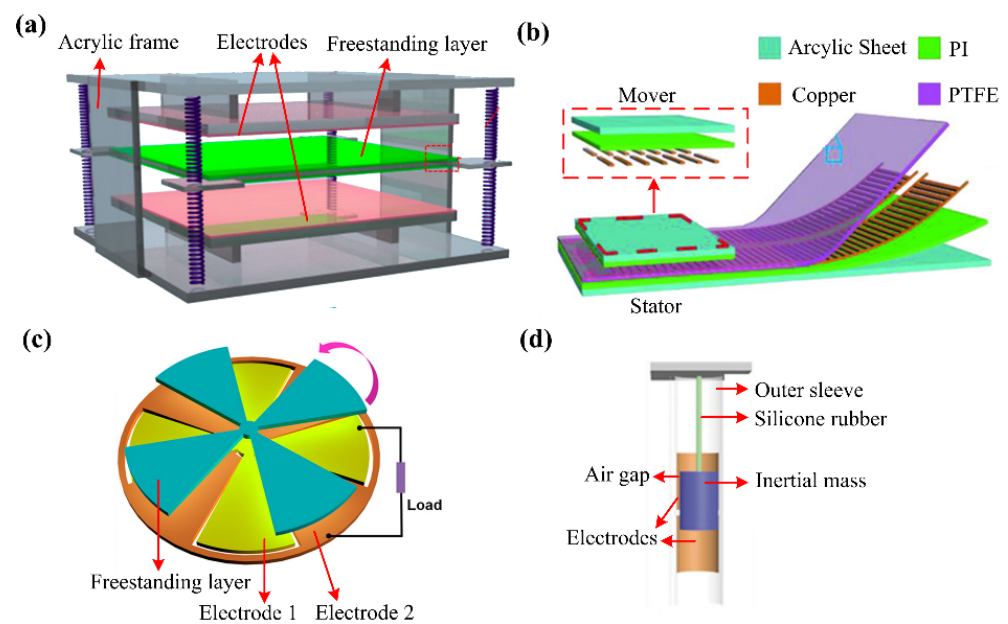 (a)
Acrylic frame
Electrodes
Freestanding layer
(b)
Arcylic Sheet
PI
Copper
PTFE
Mover
Stator
(c)
Load
Freestanding layer
Electrode 1
Electrode 2
(d)
Outer sleeve
Silicone rubber
Air gap
Inertial mass
Electrodes